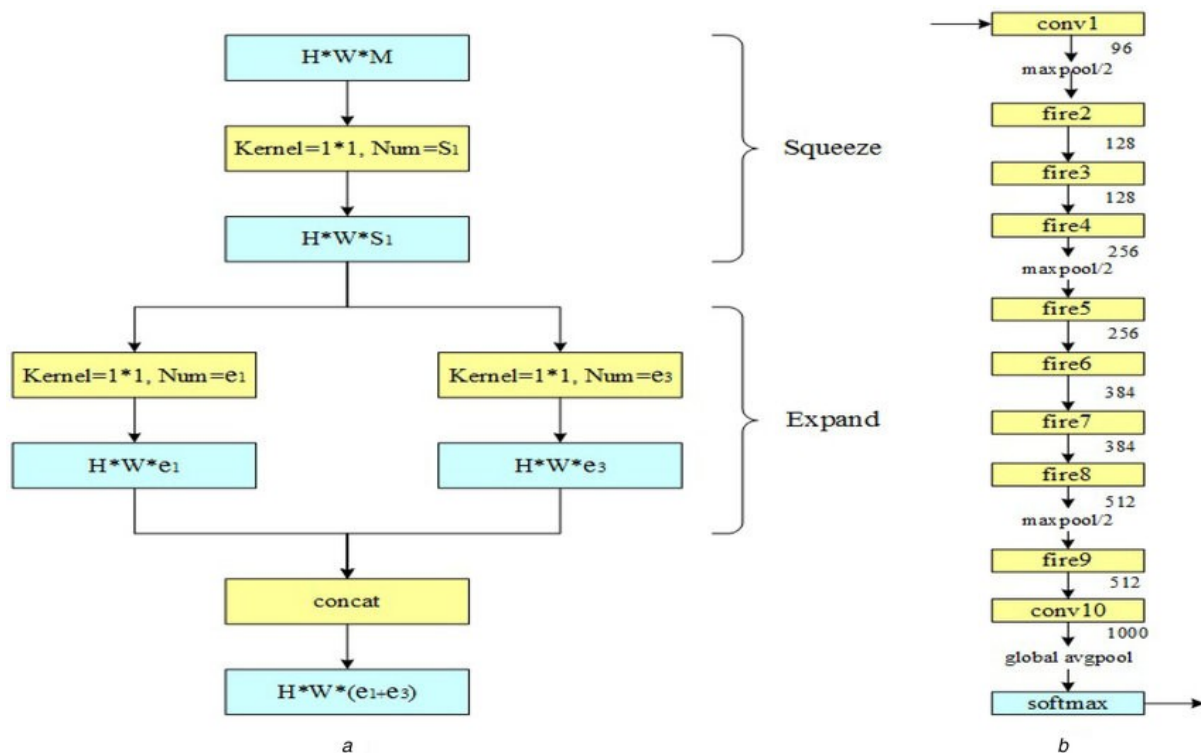 H*W*M
Kernel=1*1, Num=S1
Squeeze
H*W*S1
Kernel=1*1, Num=e1
Kernel=1*1, Num=e3
Expand
H*W*e1
H*W*e3
concat
H*W*(e1+e3)
a
conv1
96
maxpool/2
fire2
128
fire3
128
fire4
256
maxpool/2
fire5
256
fire6
384
fire7
384
fire8
512
maxpool/2
fire9
512
conv10
1000
global avgpool
softmax
b